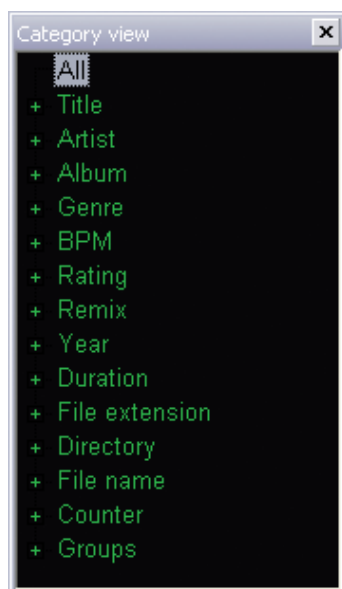 Category view
All
Title
Artist
Album
Genre
BPM
Rating
Remix
Year
Duration
File extension
Directory
File name
Counter
Groups